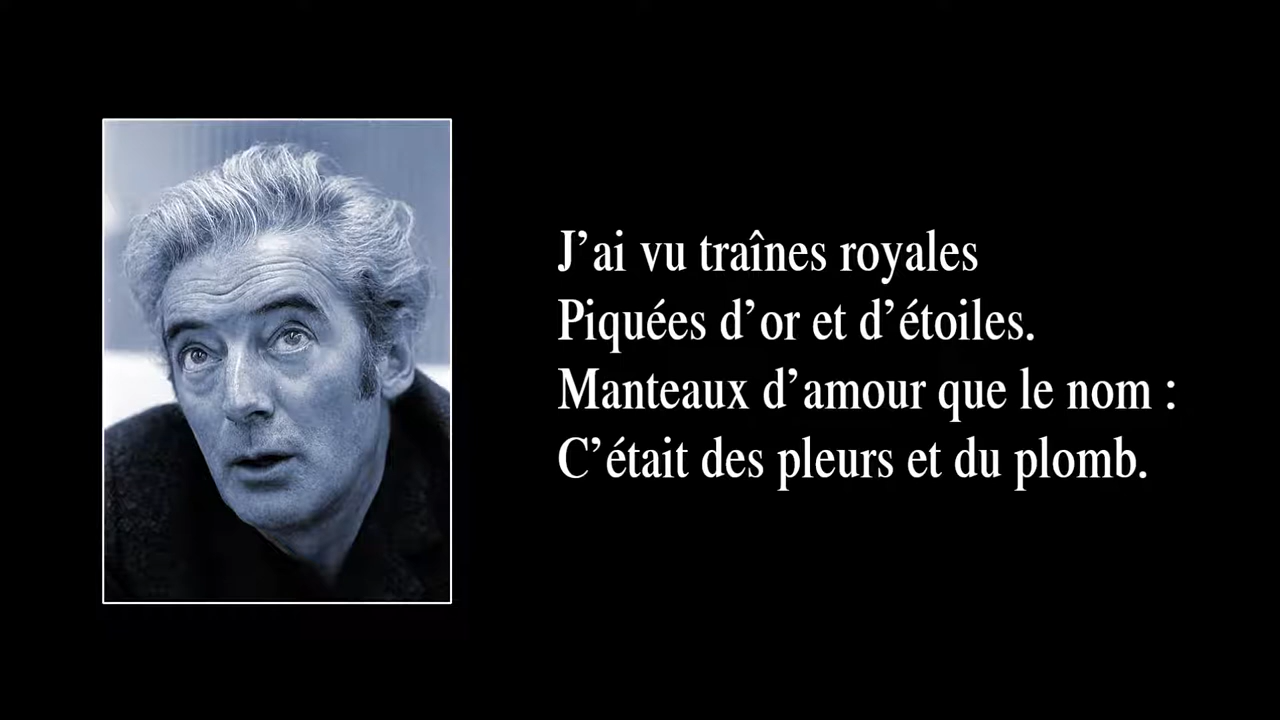 J’ai vu traînes royales
Piquées d’or et d’étoiles.
Manteaux d’amour que le nom :
C’était des pleurs et du plomb.